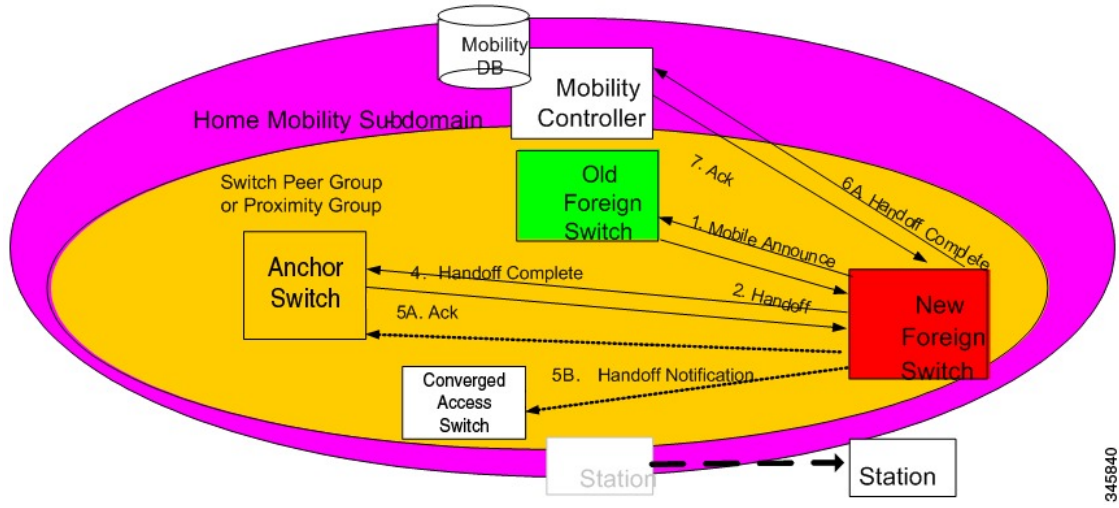 Mobility
DB
Mobility
Controller
Home Mobility Subdomain
Switch Peer Group
or Proximity Group
Old
Foreign
Switch
7. Ack
6A. Handoff Complete
1. Mobile Announce
Anchor
Switch
4. Handoff Complete
2. Handoff
5A. Ack
New
Foreign
Switch
Converged
Access
Switch
5B. Handoff Notification
Station
Station
345840